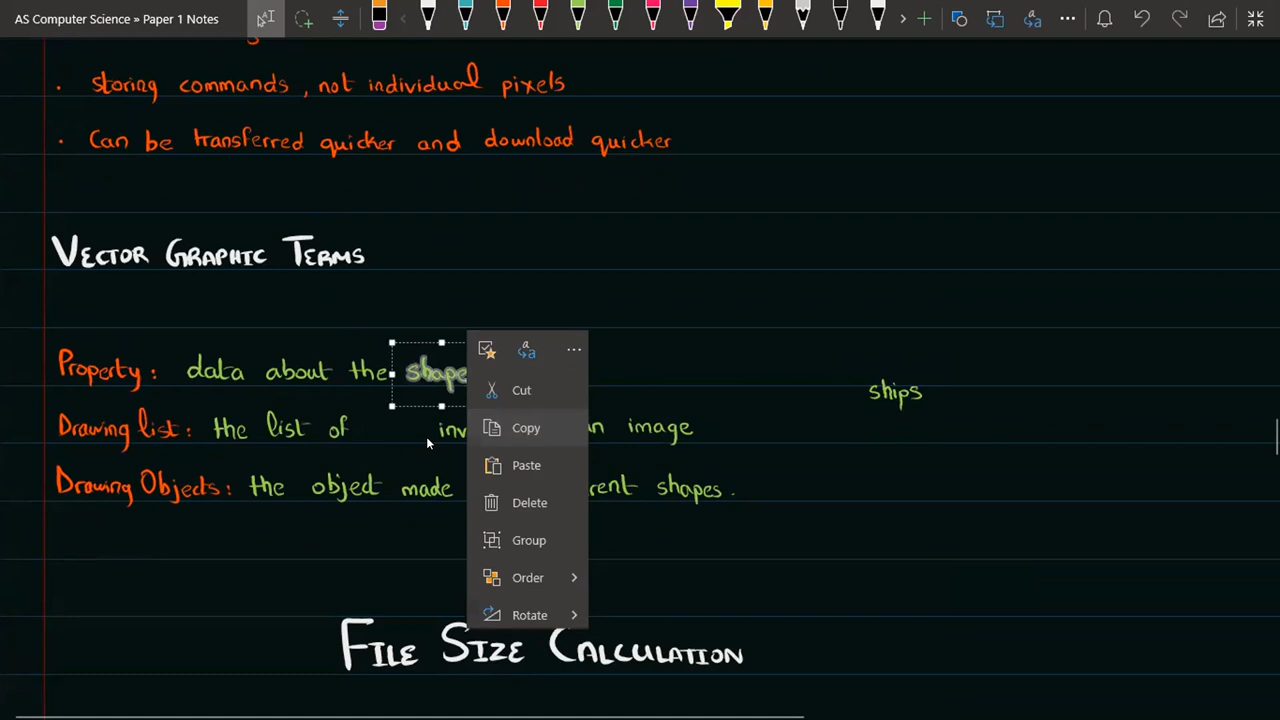 AS Computer Science » Paper 1 Notes
storing commands, not individual pixels
Can be transferred quicker and download quicker
VECTOR GRAPHIC TERMS
Property: data about the shape
ships
Drawing list: the list of inv n image
Drawing Objects: the object made rent shapes.
Cut
Copy
Paste
Delete
Group
Order
Rotate
FILE SIZE CALCULATION